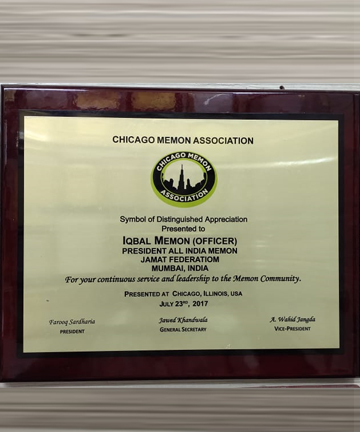 CHICAGO MEMON ASSOCIATION
CHICAGO MEMON
ASSOCIATION
Symbol of Distinguished Appreciation
Presented to
IQBAL MEMON (OFFICER)
PRESIDENT ALL INDIA MEMON
JAMAT FEDERATIOM
MUMBAI, INDIA
For your continuous service and leadership to the Memon Community.
PRESENTED AT CHICAGO, ILLINOIS, USA
JULY 23RD, 2017
Farooq Sardharia Jawed Khandwala A. Wahid Jangda
PRESIDENT GENERAL SECRETARY VICE-PRESIDENT